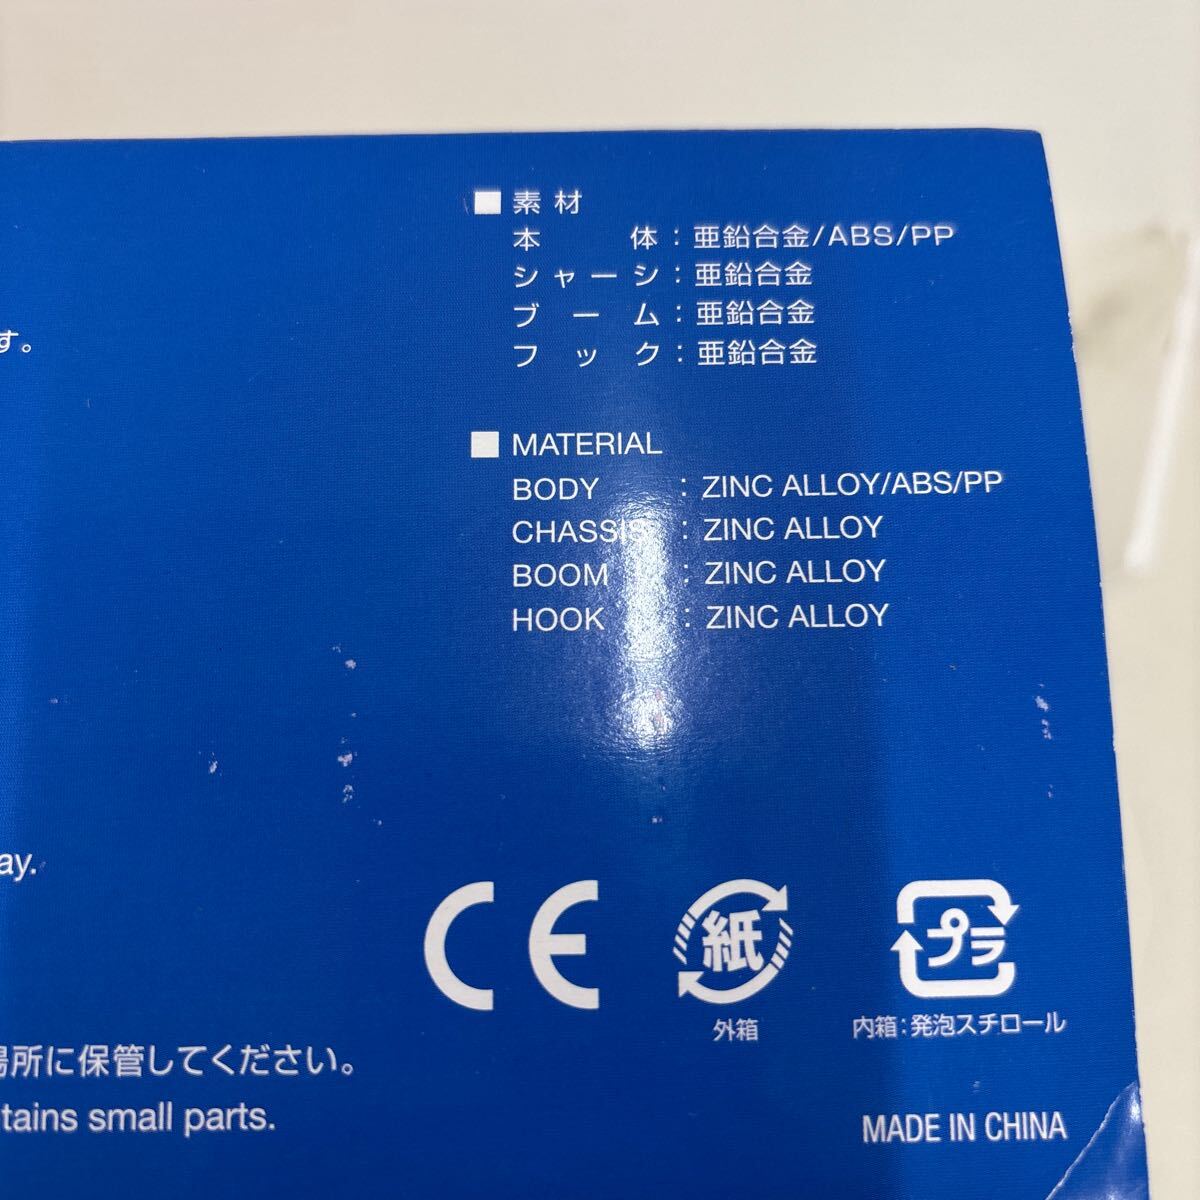 ■ 素 材
本 体：亜鉛合金/ABS/PP
シャーシ：亜鉛合金
ブーム：亜鉛合金
フック：亜鉛合金
す。
■ MATERIAL
BODY : ZINC ALLOY/ABS/PP
CHASSIS : ZINC ALLOY
BOOM : ZINC ALLOY
HOOK : ZINC ALLOY
ay.
CE
紙
外箱
プラ
内箱：発泡スチロール
場所に保管してください。
tains small parts.
MADE IN CHINA